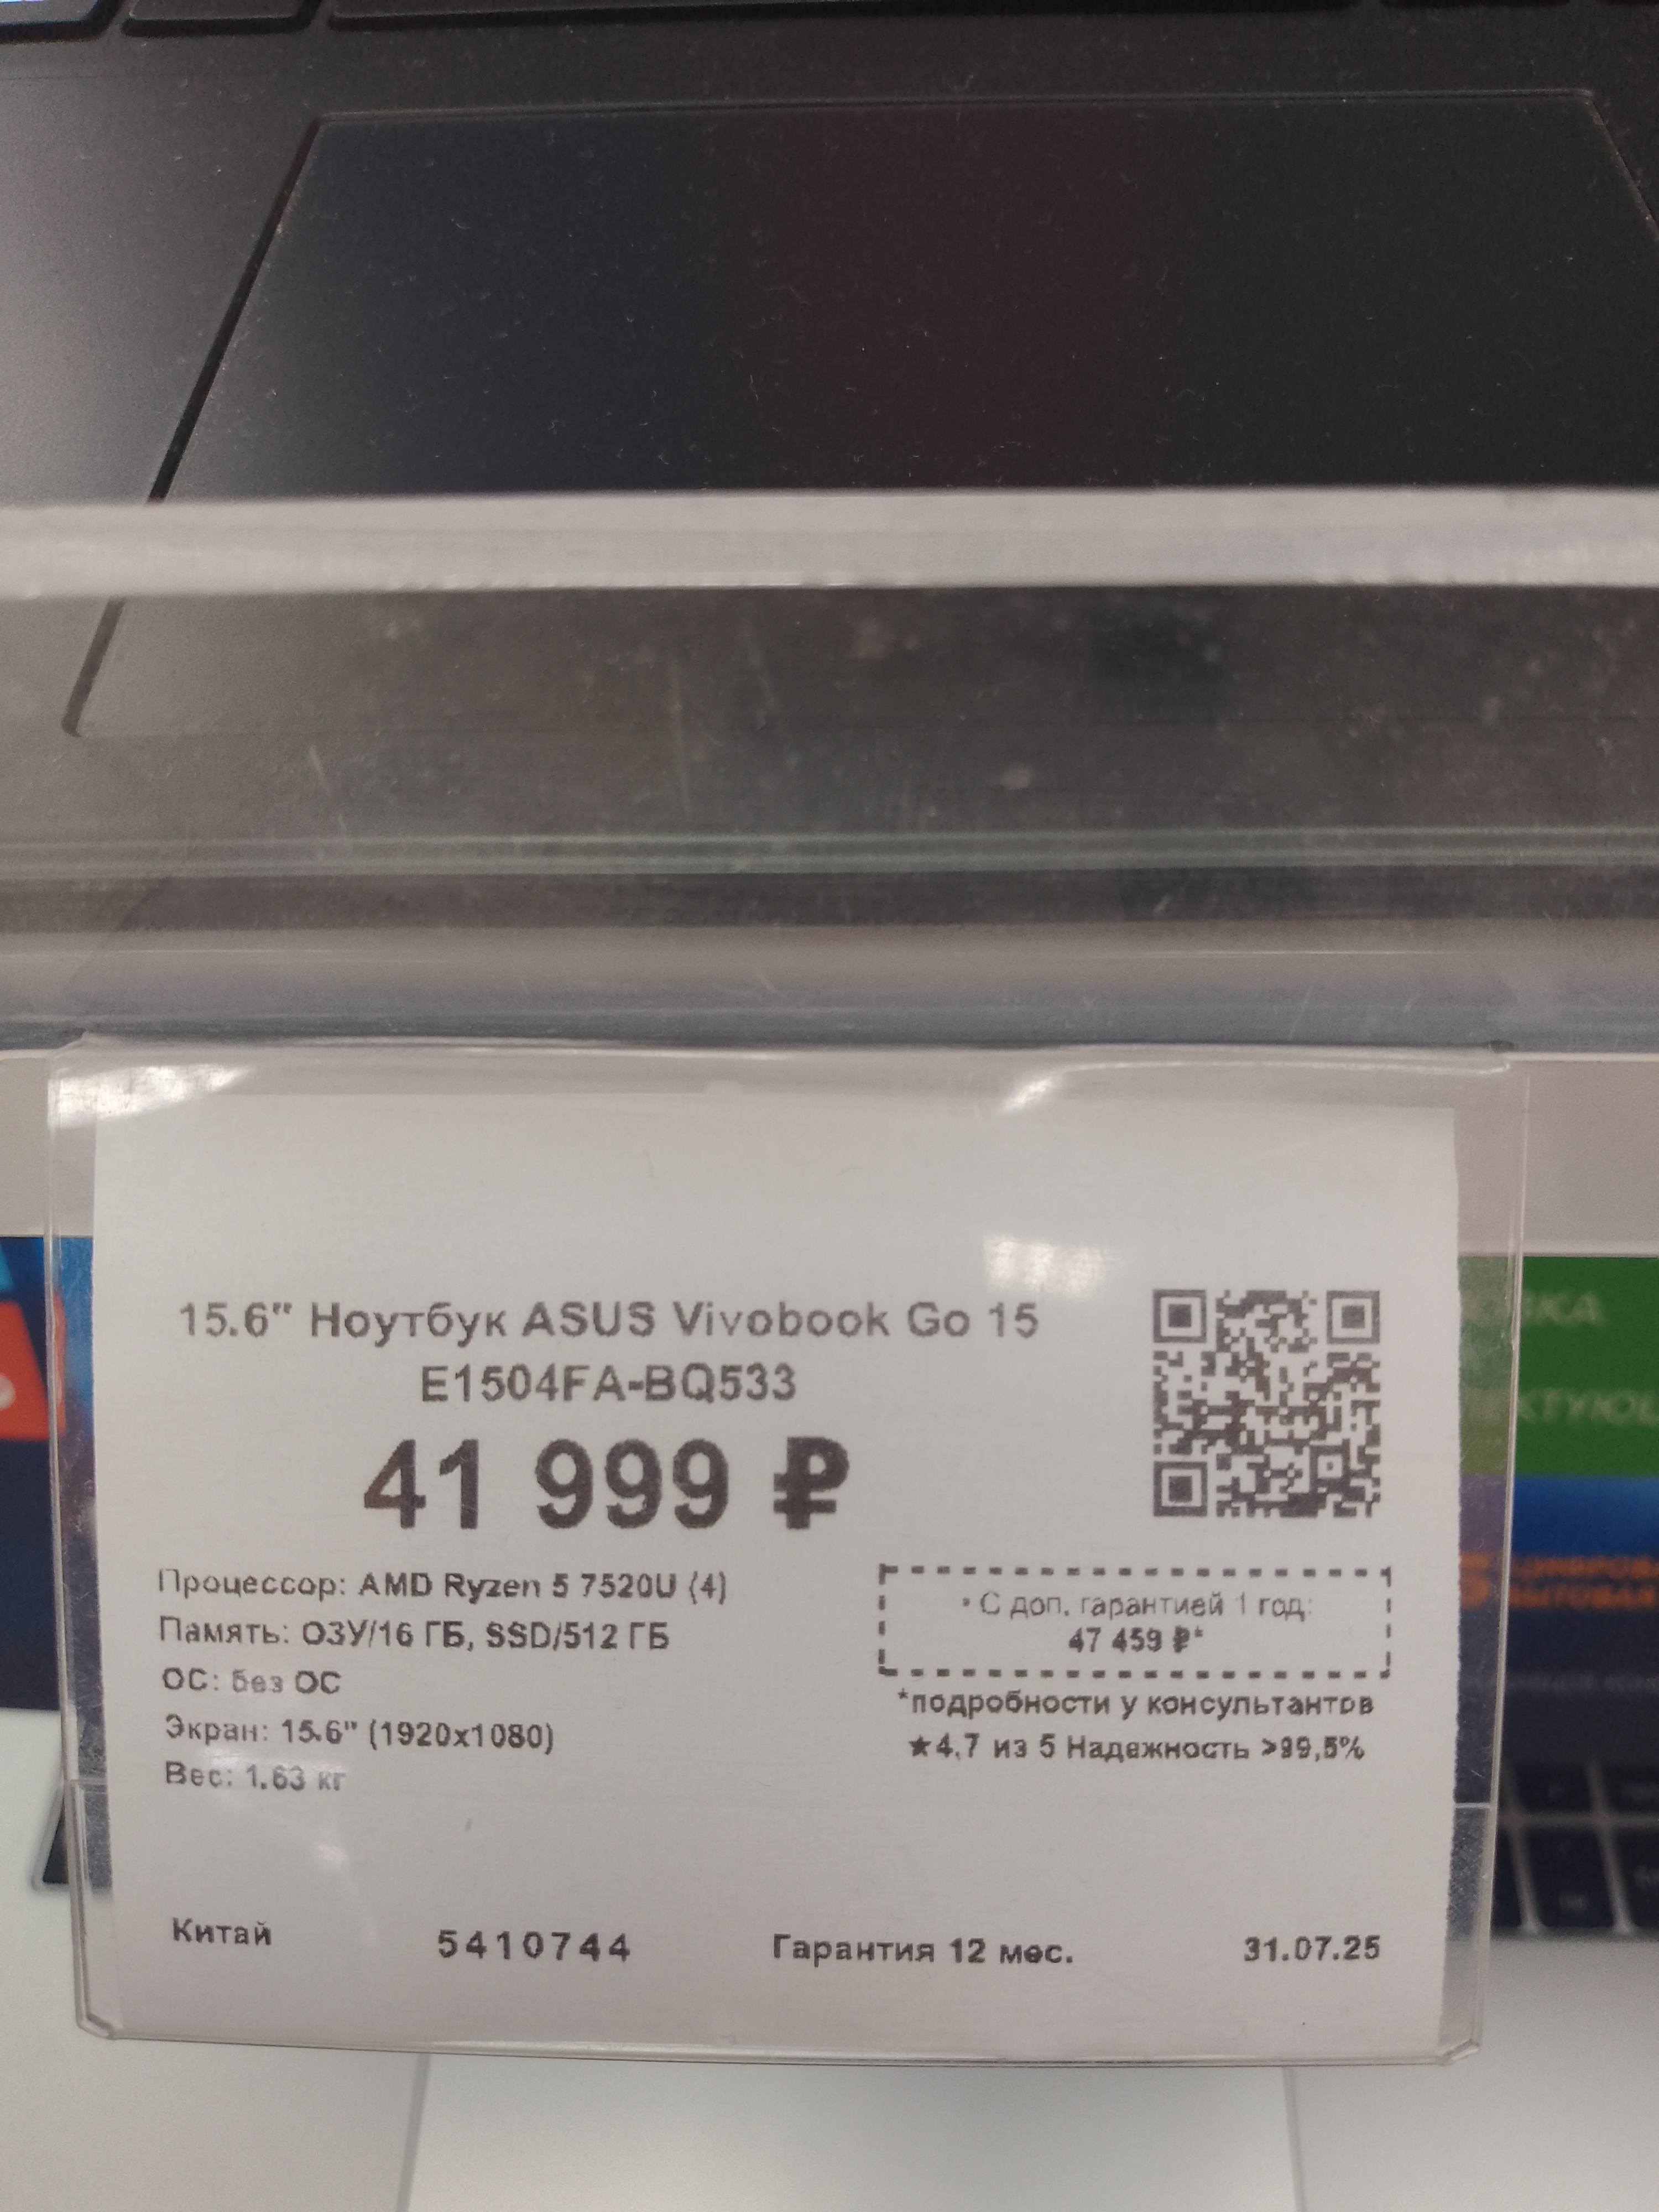 15.6" Ноутбук ASUS Vivobook Go 15
E1504FA-BQ533
41 999 ₽
Процессор: AMD Ryzen 5 7520U (4)
Память: ОЗУ/16 ГБ, SSD/512 ГБ
ОС: без ОС
Экран: 15.6" (1920x1080)
Вес: 1.63 кг
• С доп. гарантией 1 год:
47 459 ₽*
*подробности у консультантов
★4,7 из 5 Надежность >99,5%
Китай
5410744
Гарантия 12 мес.
31.07.25